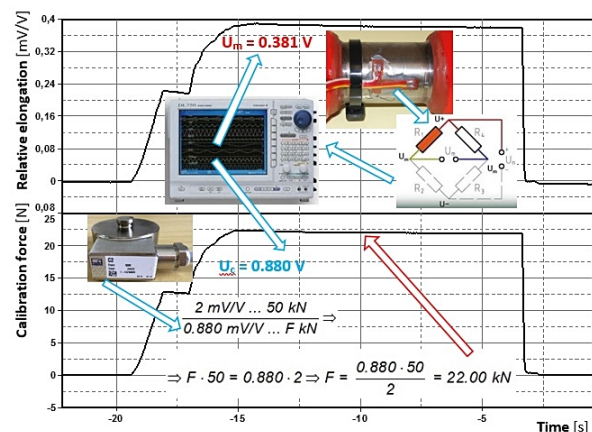 0,4
0,32
0,24
0,16
0,08
0
0,08
Relative elongation [mV/V]
Um = 0.381 V
U+
R1
R4
Um
Um
Un
R2
R3
U−
25
20
15
10
5
0
-5
Calibration force [N]
Uc = 0.880 V
2 mV/V ... 50 kN
0.880 mV/V ... F kN
⇒
⇒ F · 50 = 0.880 · 2 ⇒ F = 0.880 · 50 / 2 = 22.00 kN
-20
-15
-10
-5
Time [s]